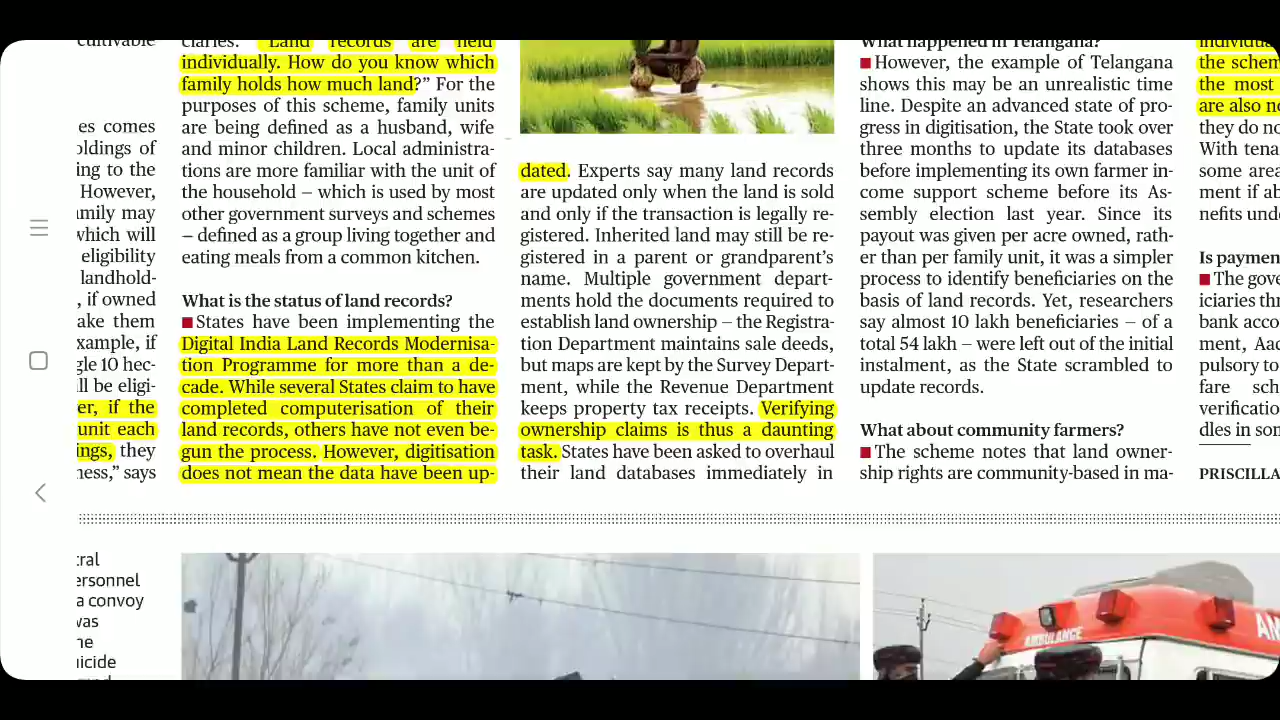 cultivable
es comes
oldings of
ing to the
However,
amily may
which will
eligibility
landhold-
, if owned
ake them
xample, if
gle 10 hec-
ll be eligi-
er, if the
unit each
ings, they
ness,” says
ciaries. “Land records are held
individually. How do you know which
family holds how much land?” For the
purposes of this scheme, family units
are being defined as a husband, wife
and minor children. Local administra-
tions are more familiar with the unit of
the household – which is used by most
other government surveys and schemes
– defined as a group living together and
eating meals from a common kitchen.
What is the status of land records?
States have been implementing the
Digital India Land Records Modernisa-
tion Programme for more than a de-
cade. While several States claim to have
completed computerisation of their
land records, others have not even be-
gun the process. However, digitisation
does not mean the data have been up-
dated. Experts say many land records
are updated only when the land is sold
and only if the transaction is legally re-
gistered. Inherited land may still be re-
gistered in a parent or grandparent’s
name. Multiple government depart-
ments hold the documents required to
establish land ownership – the Registra-
tion Department maintains sale deeds,
but maps are kept by the Survey Depart-
ment, while the Revenue Department
keeps property tax receipts. Verifying
ownership claims is thus a daunting
task. States have been asked to overhaul
their land databases immediately in
What happened in Telangana?
However, the example of Telangana
shows this may be an unrealistic time
line. Despite an advanced state of pro-
gress in digitisation, the State took over
three months to update its databases
before implementing its own farmer in-
come support scheme before its As-
sembly election last year. Since its
payout was given per acre owned, rath-
er than per family unit, it was a simpler
process to identify beneficiaries on the
basis of land records. Yet, researchers
say almost 10 lakh beneficiaries – of a
total 54 lakh – were left out of the initial
instalment, as the State scrambled to
update records.
What about community farmers?
The scheme notes that land owner-
ship rights are community-based in ma-
individua
the schem
the most
are also no
they do no
With tena
some area
ment if ab
nefits und
Is paymen
The gove
iciaries thr
bank acco
ment, Aad
pulsory to
fare sch
verificatio
dles in son
PRISCILLA
tral
ersonnel
a convoy
was
ne
uicide
AMBULANCE
AM